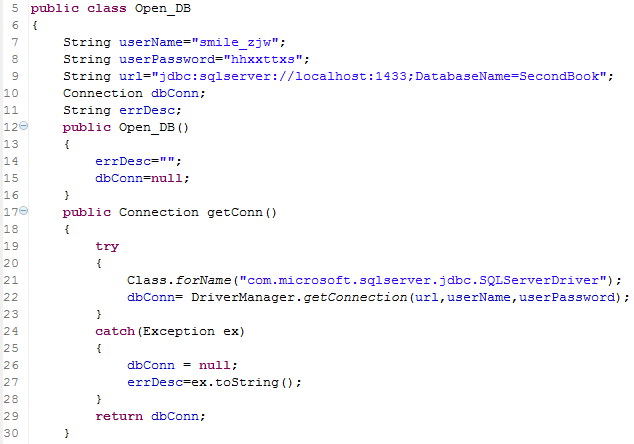 5 public class Open_DB
6 {
7     String userName="smile_zjw";
8     String userPassword="hhxxttxs";
9     String url="jdbc:sqlserver://localhost:1433;DatabaseName=SecondBook";
10     Connection dbConn;
11     String errDesc;
12     public Open_DB()
13     {
14         errDesc="";
15         dbConn=null;
16     }
17     public Connection getConn()
18     {
19         try
20         {
21             Class.forName("com.microsoft.sqlserver.jdbc.SQLServerDriver");
22             dbConn= DriverManager.getConnection(url,userName,userPassword);
23         }
24         catch(Exception ex)
25         {
26             dbConn = null;
27             errDesc=ex.toString();
28         }
29         return dbConn;
30     }